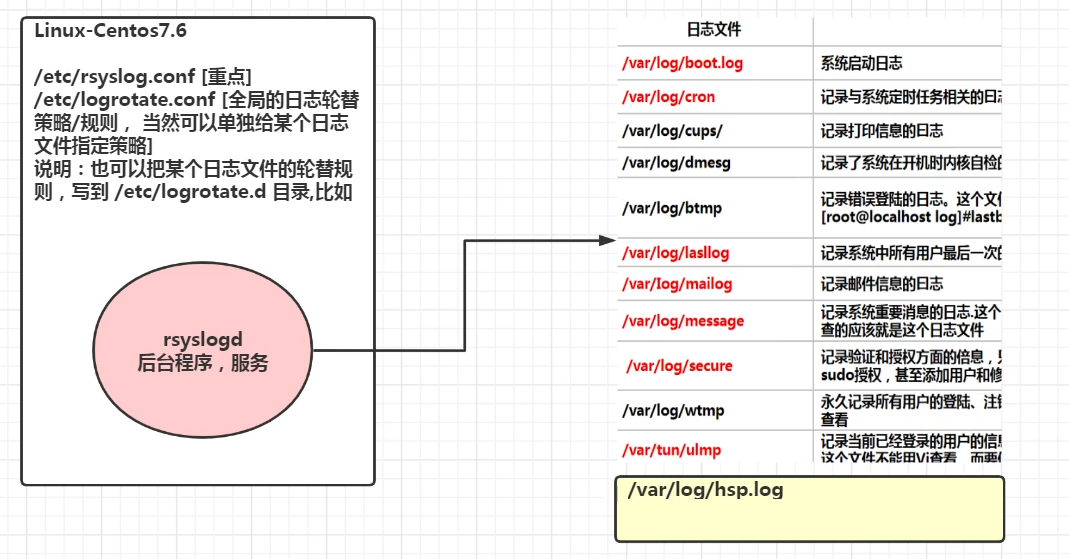 Linux-Centos7.6
/etc/rsyslog.conf [重点]
/etc/logrotate.conf [全局的日志轮替
策略/规则， 当然可以单独给某个日志
文件指定策略]
说明：也可以把某个日志文件的轮替规
则，写到 /etc/logrotate.d 目录,比如
rsyslogd
后台程序，服务
日志文件
/var/log/boot.log 系统启动日志
/var/log/cron 记录与系统定时任务相关的日志
/var/log/cups/ 记录打印信息的日志
/var/log/dmesg 记录了系统在开机时内核自检的
/var/log/btmp 记录错误登陆的日志。这个文件
[root@localhost log]#lastb
/var/log/lasllog 记录系统中所有用户最后一次的
/var/Iog/mailog 记录邮件信息的日志
/var/log/message 记录系统重要消息的日志.这个
查的应该就是这个日志文件
/var/log/secure 记录验证和授权方面的信息，只
sudo授权，甚至添加用户和修
/var/log/wtmp 永久记录所有用户的登陆、注销
查看
/var/tun/ulmp 记录当前已经登录的用户的信息
这个文件不能用Vi查看 而要使
/var/log/hsp.log